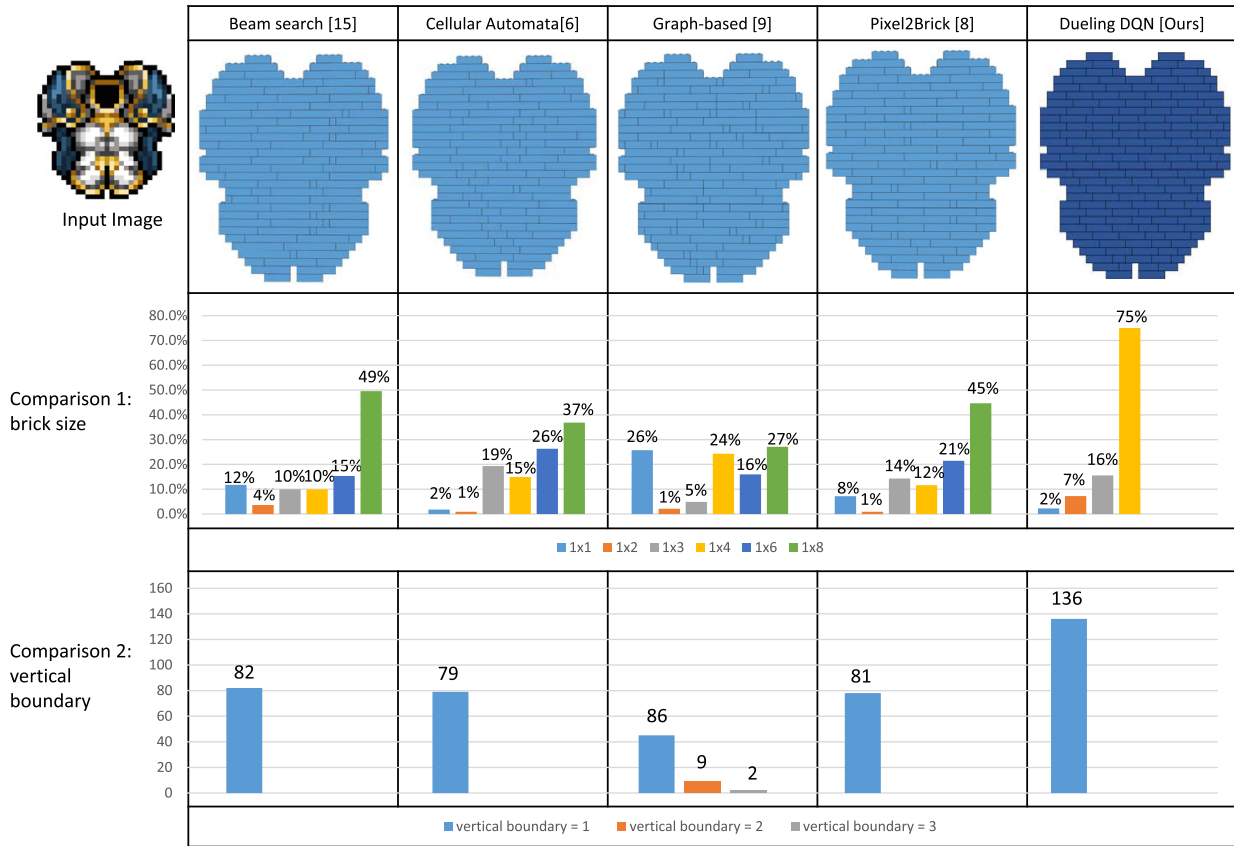 Beam search [15]
Cellular Automata[6]
Graph-based [9]
Pixel2Brick [8]
Dueling DQN [Ours]
Input Image
Comparison 1:
brick size
80.0%
70.0%
60.0%
50.0%
40.0%
30.0%
20.0%
10.0%
0.0%
12%
4%
10%
10%
15%
49%
2%
1%
19%
15%
26%
37%
26%
1%
5%
24%
16%
27%
8%
1%
14%
12%
21%
45%
2%
7%
16%
75%
1x1
1x2
1x3
1x4
1x6
1x8
Comparison 2:
vertical
boundary
160
140
120
100
80
60
40
20
0
82
79
86
9
2
81
136
vertical boundary = 1
vertical boundary = 2
vertical boundary = 3